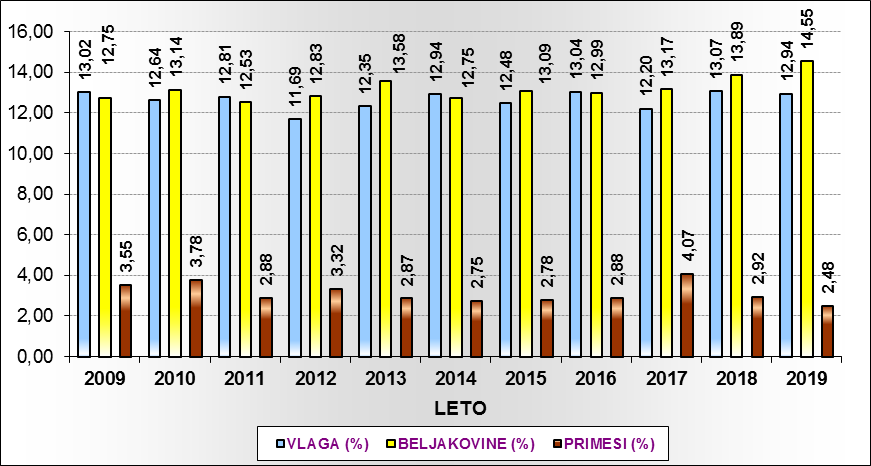 16,00
14,00
12,00
10,00
8,00
6,00
4,00
2,00
0,00
13,02 12,75 3,55
12,64 13,14 3,78
12,81 12,53 2,88
11,69 12,83 3,32
12,35 13,58 2,87
12,94 12,75 2,75
12,48 13,09 2,78
13,04 12,99 2,88
12,20 13,17 4,07
13,07 13,89 2,92
12,94 14,55 2,48
2009 2010 2011 2012 2013 2014 2015 2016 2017 2018 2019
LETO
VLAGA (%) BELJAKOVINE (%) PRIMESI (%)